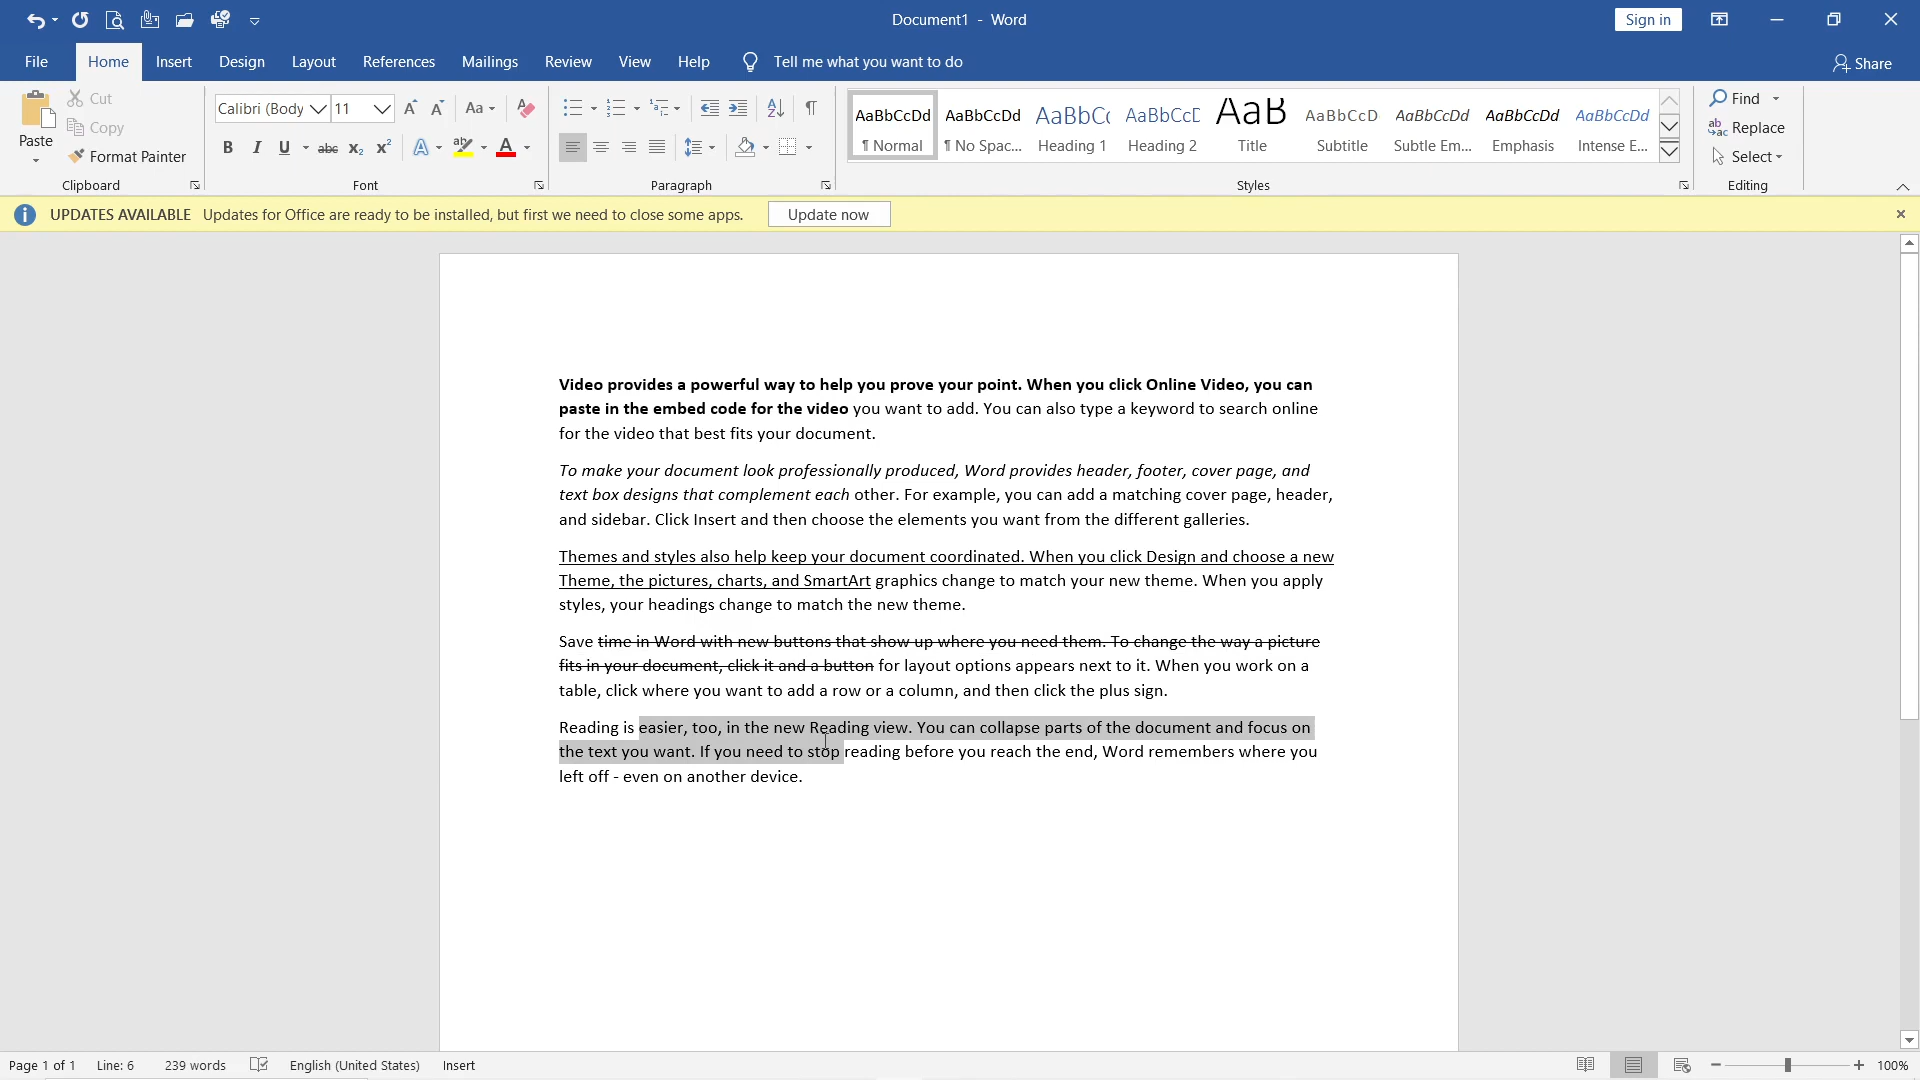 Document1 - Word
Sign in
File Home Insert Design Layout References Mailings Review View Help Tell me what you want to do
Share
Paste
Cut
Copy
Format Painter
Clipboard
Calibri (Body 11
Aa
B I U abc x₂ x² A ab A
Font
Paragraph
AaBbCcDd AaBbCcDd AaBbCc AaBbCcC AaB AaBbCcD AaBbCcDd AaBbCcDd AaBbCcDd
¶ Normal ¶ No Spac... Heading 1 Heading 2 Title Subtitle Subtle Em... Emphasis Intense E...
Styles
Find
Replace
Select
Editing
UPDATES AVAILABLE Updates for Office are ready to be installed, but first we need to close some apps. Update now
Video provides a powerful way to help you prove your point. When you click Online Video, you can
paste in the embed code for the video you want to add. You can also type a keyword to search online
for the video that best fits your document.
To make your document look professionally produced, Word provides header, footer, cover page, and
text box designs that complement each other. For example, you can add a matching cover page, header,
and sidebar. Click Insert and then choose the elements you want from the different galleries.
Themes and styles also help keep your document coordinated. When you click Design and choose a new
Theme, the pictures, charts, and SmartArt graphics change to match your new theme. When you apply
styles, your headings change to match the new theme.
Save time in Word with new buttons that show up where you need them. To change the way a picture
fits in your document, click it and a button for layout options appears next to it. When you work on a
table, click where you want to add a row or a column, and then click the plus sign.
Reading is easier, too, in the new Reading view. You can collapse parts of the document and focus on
the text you want. If you need to stop reading before you reach the end, Word remembers where you
left off - even on another device.
Page 1 of 1 Line: 6 239 words English (United States) Insert
100%